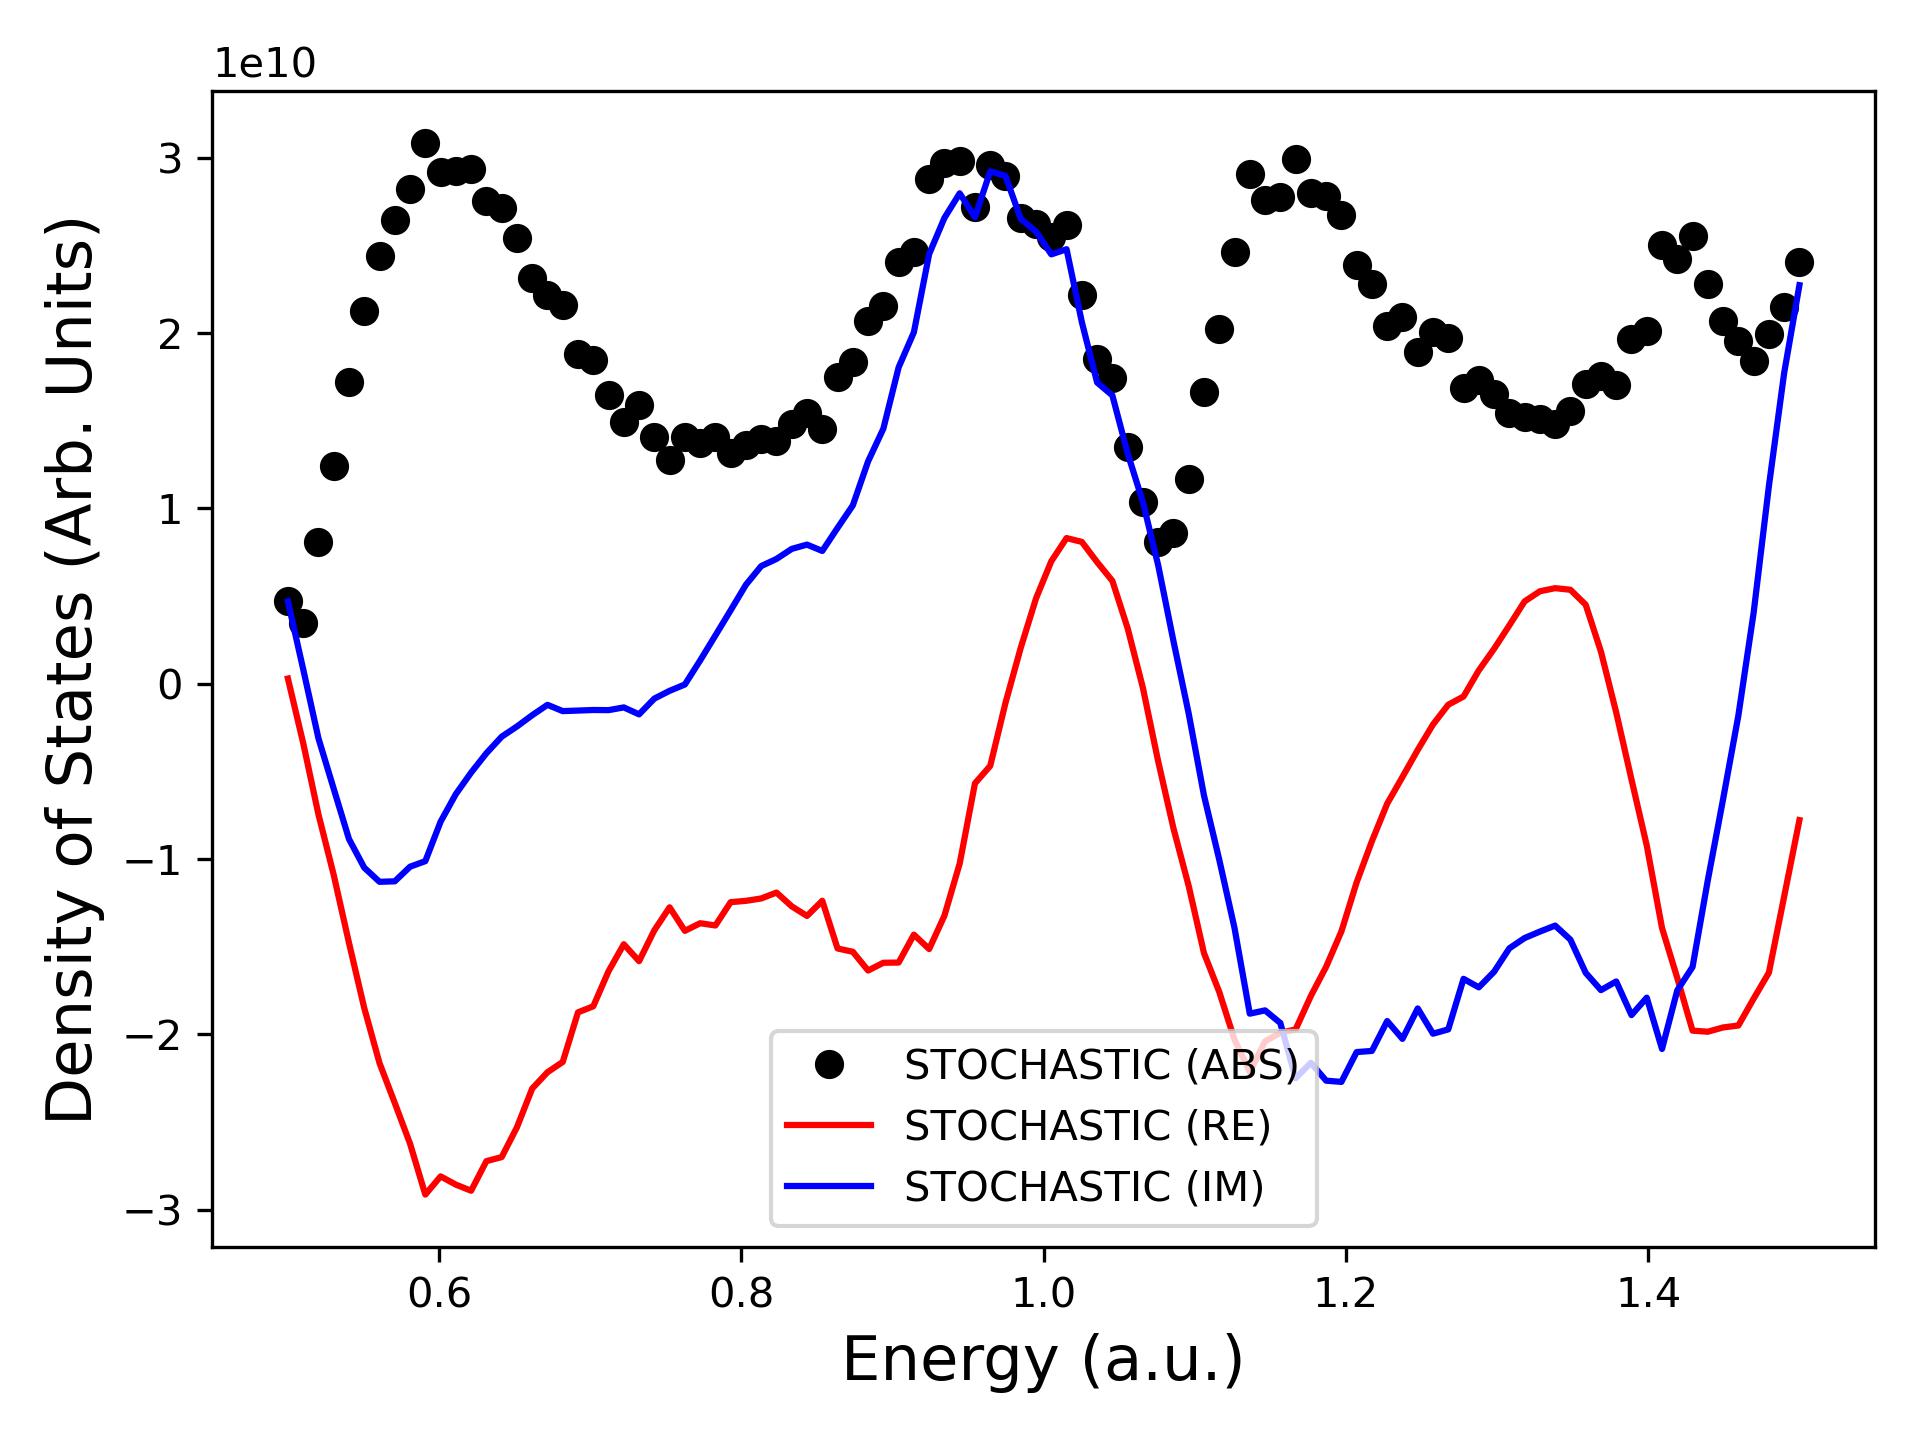 1e10
3
2
1
0
−1
−2
−3
Density of States (Arb. Units)
STOCHASTIC (ABS)
STOCHASTIC (RE)
STOCHASTIC (IM)
0.6 0.8 1.0 1.2 1.4
Energy (a.u.)